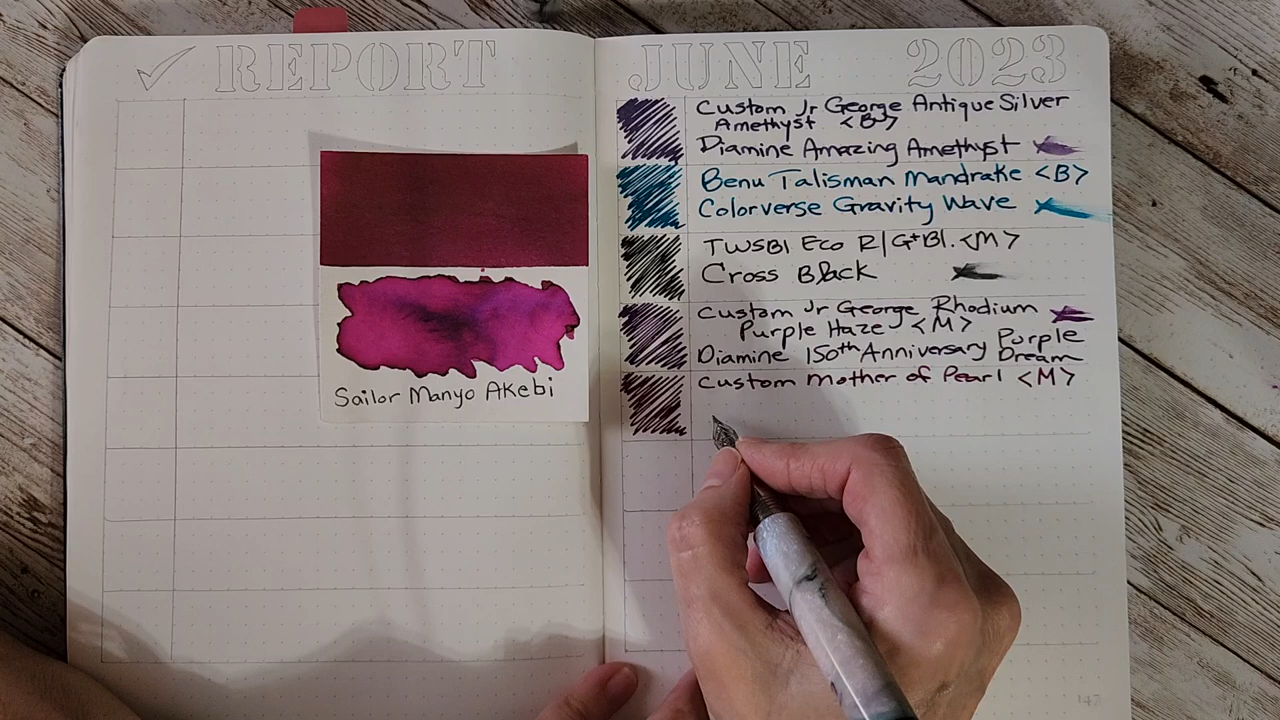 ✓ REPORT
JUNE 2023
Custom Jr George Antique Silver
Amethyst <B>
Diamine Amazing Amethyst
Benu Talisman Mandrake <B>
Colorverse Gravity Wave
TWSBI Eco R|G+Bl. <M>
Cross Black
Custom Jr George Rhodium
Purple Haze <M>
Diamine 150th Anniversary Purple Dream
Custom Mother of Pearl <M>
Sailor Manyo Akebi
147